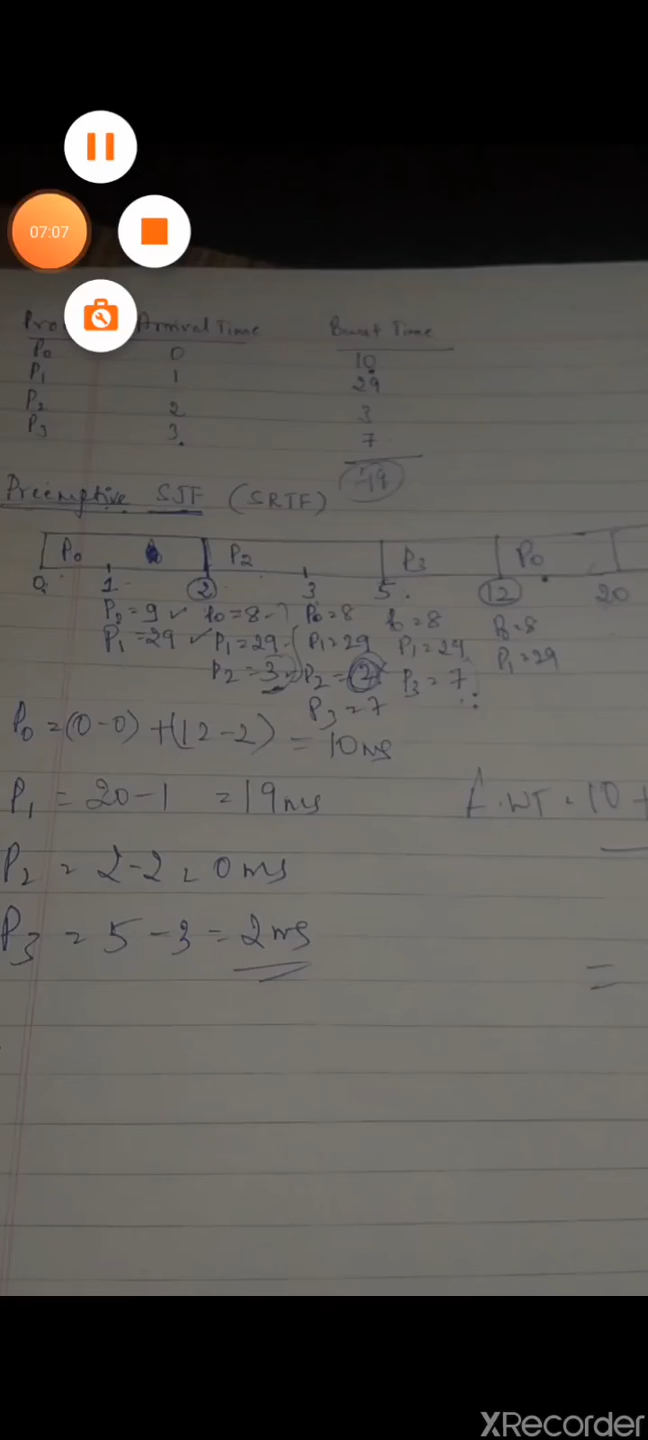 07:07
Pro Arrival Time Burst Time
P0 0 10
P1 1 29
P2 2 3
P3 3 7
49
Preemptive SJF (SRTF)
P0 P2 P3 P0
0 1 2 3 5 12 20
P0=8 P0=8 P0=8 P0=8
P1=29 P1=29 P1=29 P1=29 P1=29
P2=3 P2= P3=7
P3=7
P0=(0-0)+(12-2) = 10ms
P1 = 20-1 = 19ms
A.WT = 10+
P2 = 2-2 = 0ms
P3 = 5-3 = 2ms
=
XRecorder